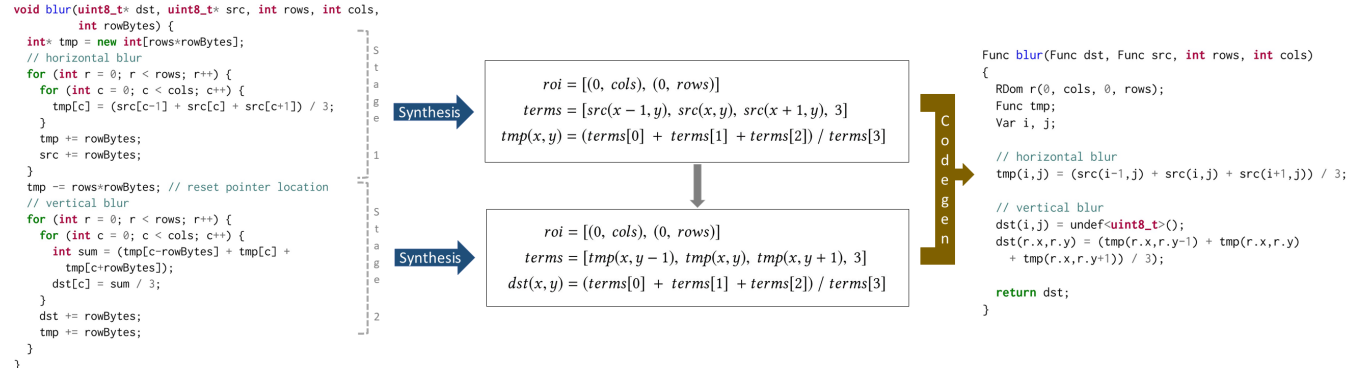 void blur(uint8_t* dst, uint8_t* src, int rows, int cols,
int rowBytes) {
int* tmp = new int[rows*rowBytes];
// horizontal blur
for (int r = 0; r < rows; r++) {
for (int c = 0; c < cols; c++) {
tmp[c] = (src[c-1] + src[c] + src[c+1]) / 3;
}
tmp += rowBytes;
src += rowBytes;
}
tmp -= rows*rowBytes; // reset pointer location
// vertical blur
for (int r = 0; r < rows; r++) {
for (int c = 0; c < cols; c++) {
int sum = (tmp[c-rowBytes] + tmp[c] +
tmp[c+rowBytes]);
dst[c] = sum / 3;
}
dst += rowBytes;
tmp += rowBytes;
}
}
Stage 1
Stage 2
Synthesis
roi = [(0, cols), (0, rows)]
terms = [src(x − 1, y), src(x, y), src(x + 1, y), 3]
tmp(x, y) = (terms[0] + terms[1] + terms[2]) / terms[3]
Synthesis
roi = [(0, cols), (0, rows)]
terms = [tmp(x, y − 1), tmp(x, y), tmp(x, y + 1), 3]
dst(x, y) = (terms[0] + terms[1] + terms[2]) / terms[3]
Codegen
Func blur(Func dst, Func src, int rows, int cols)
{
RDom r(0, cols, 0, rows);
Func tmp;
Var i, j;
// horizontal blur
tmp(i,j) = (src(i-1,j) + src(i,j) + src(i+1,j)) / 3;
// vertical blur
dst(i,j) = undef<uint8_t>();
dst(r.x,r.y) = (tmp(r.x,r.y-1) + tmp(r.x,r.y)
+ tmp(r.x,r.y+1)) / 3);
return dst;
}